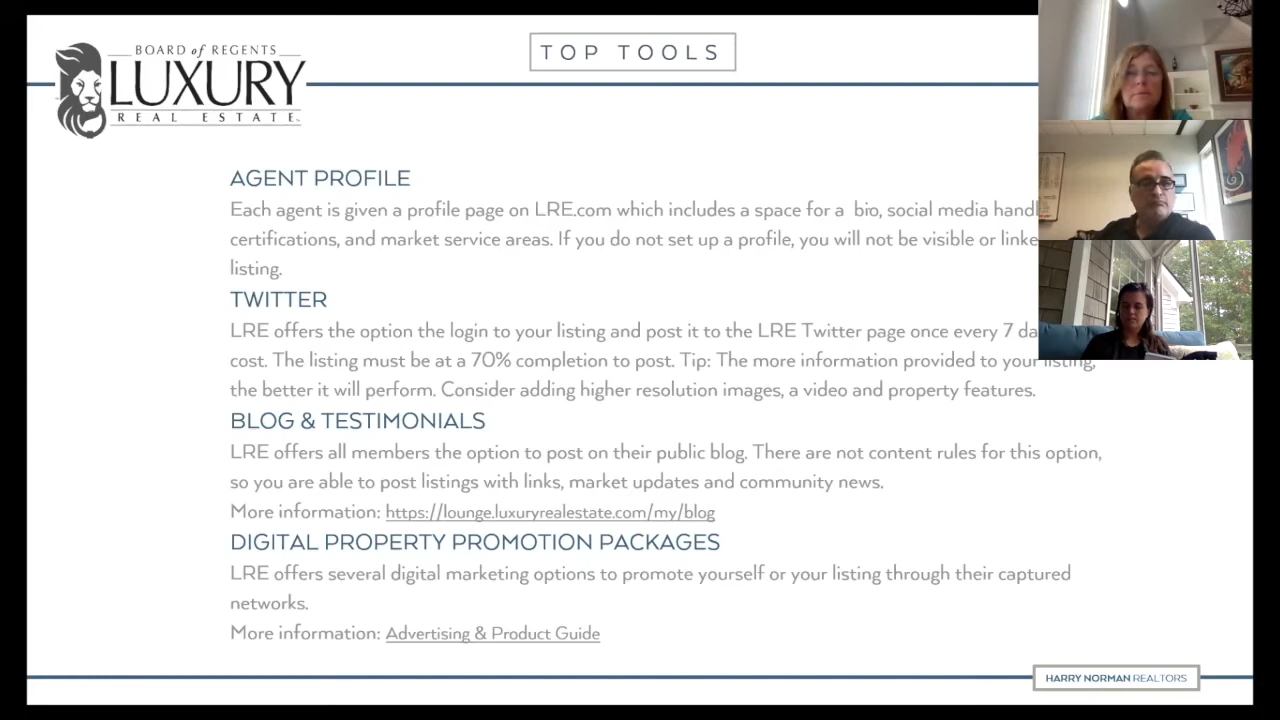 BOARD of REGENTS
LUXURY
REAL ESTATE
TOP TOOLS
AGENT PROFILE
Each agent is given a profile page on LRE.com which includes a space for a bio, social media
certifications, and market service areas. If you do not set up a profile, you will not be visible or
listing.
TWITTER
LRE offers the option the login to your listing and post it to the LRE Twitter page once every 7
cost. The listing must be at a 70% completion to post. Tip: The more information provided to your listing,
the better it will perform. Consider adding higher resolution images, a video and property features.
BLOG & TESTIMONIALS
LRE offers all members the option to post on their public blog. There are not content rules for this option,
so you are able to post listings with links, market updates and community news.
More information: https://lounge.luxuryrealestate.com/my/blog
DIGITAL PROPERTY PROMOTION PACKAGES
LRE offers several digital marketing options to promote yourself or your listing through their captured
networks.
More information: Advertising & Product Guide
HARRY NORMAN REALTORS